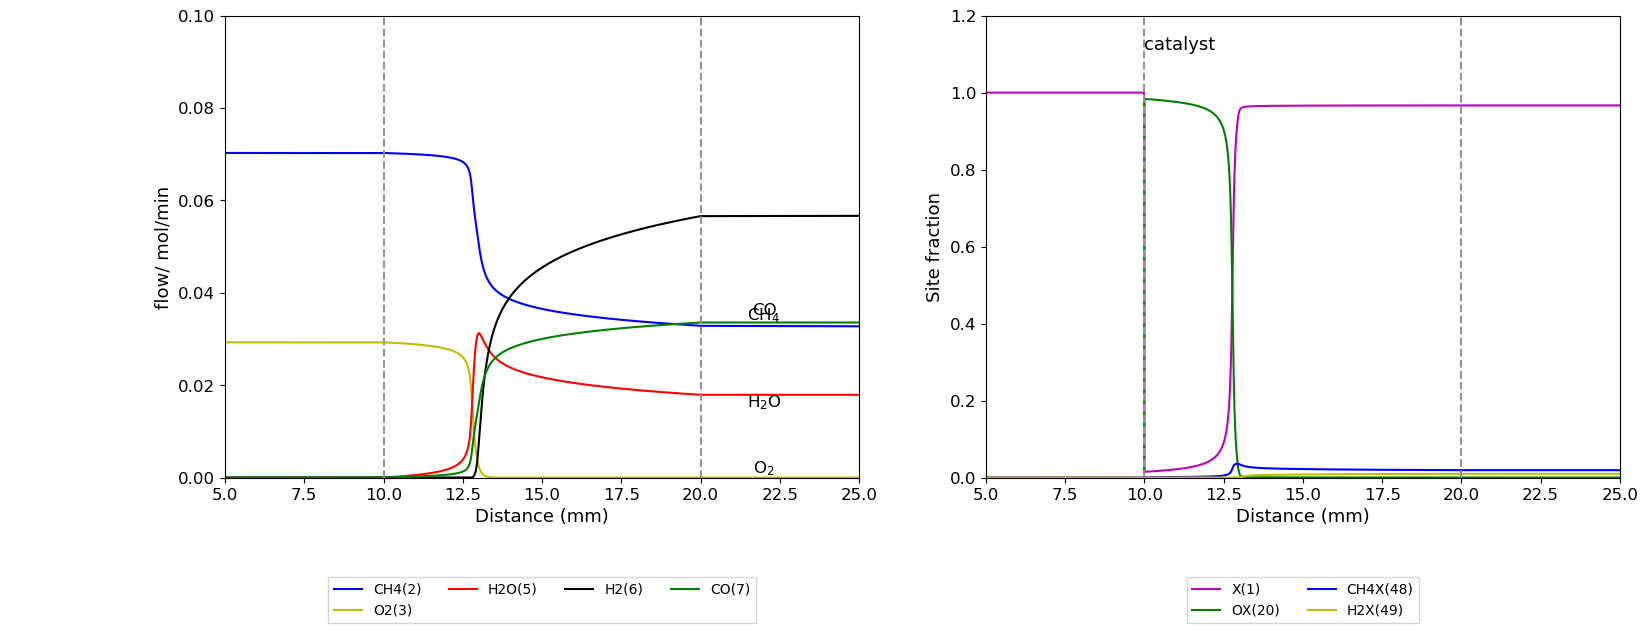 0.10
0.08
0.06
0.04
0.02
0.00
flow/ mol/min
CO
CH₄
H₂O
O₂
5.0 7.5 10.0 12.5 15.0 17.5 20.0 22.5 25.0
Distance (mm)
CH4(2) H2O(5) H2(6) CO(7)
O2(3)
1.2
1.0
0.8
0.6
0.4
0.2
0.0
Site fraction
catalyst
5.0 7.5 10.0 12.5 15.0 17.5 20.0 22.5 25.0
Distance (mm)
X(1) CH4X(48)
OX(20) H2X(49)